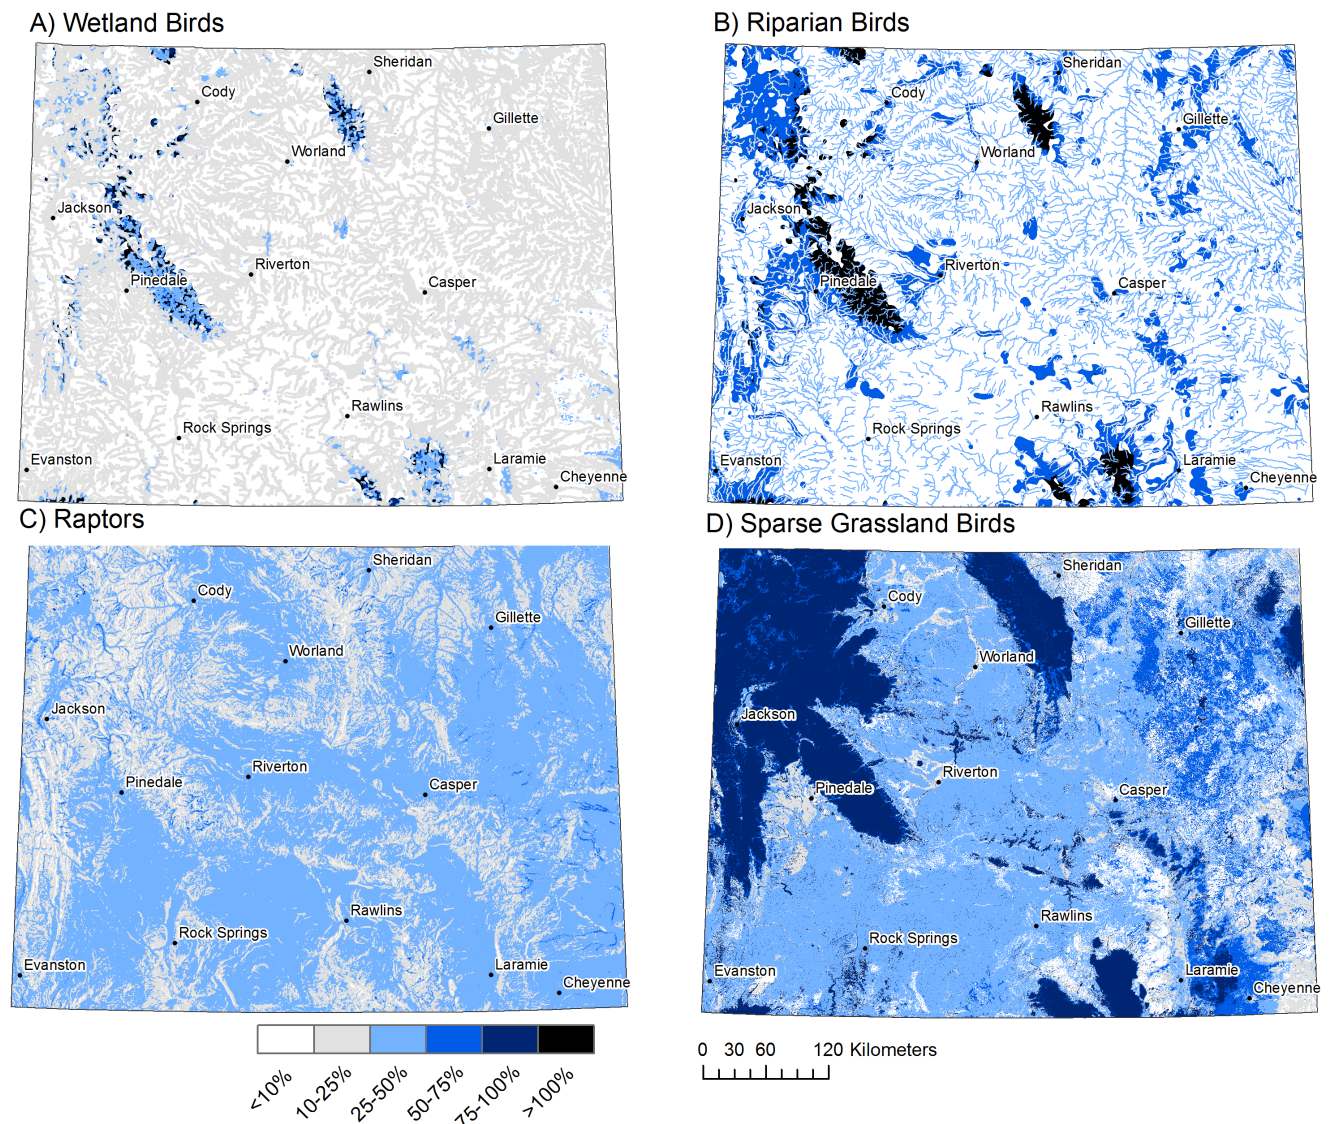 A) Wetland Birds
Sheridan
Cody
Gillette
Worland
Jackson
Riverton
Pinedale
Casper
Rawlins
Rock Springs
Evanston
Laramie
Cheyenne
B) Riparian Birds
Sheridan
Cody
Gillette
Worland
Jackson
Riverton
Pinedale
Casper
Rawlins
Rock Springs
Evanston
Laramie
Cheyenne
C) Raptors
Sheridan
Cody
Gillette
Worland
Jackson
Riverton
Pinedale
Casper
Rawlins
Rock Springs
Evanston
Laramie
Cheyenne
D) Sparse Grassland Birds
Sheridan
Cody
Gillette
Worland
Jackson
Riverton
Pinedale
Casper
Rawlins
Rock Springs
Evanston
Laramie
Cheyenne
<10%
10-25%
25-50%
50-75%
75-100%
>100%
0 30 60 120 Kilometers